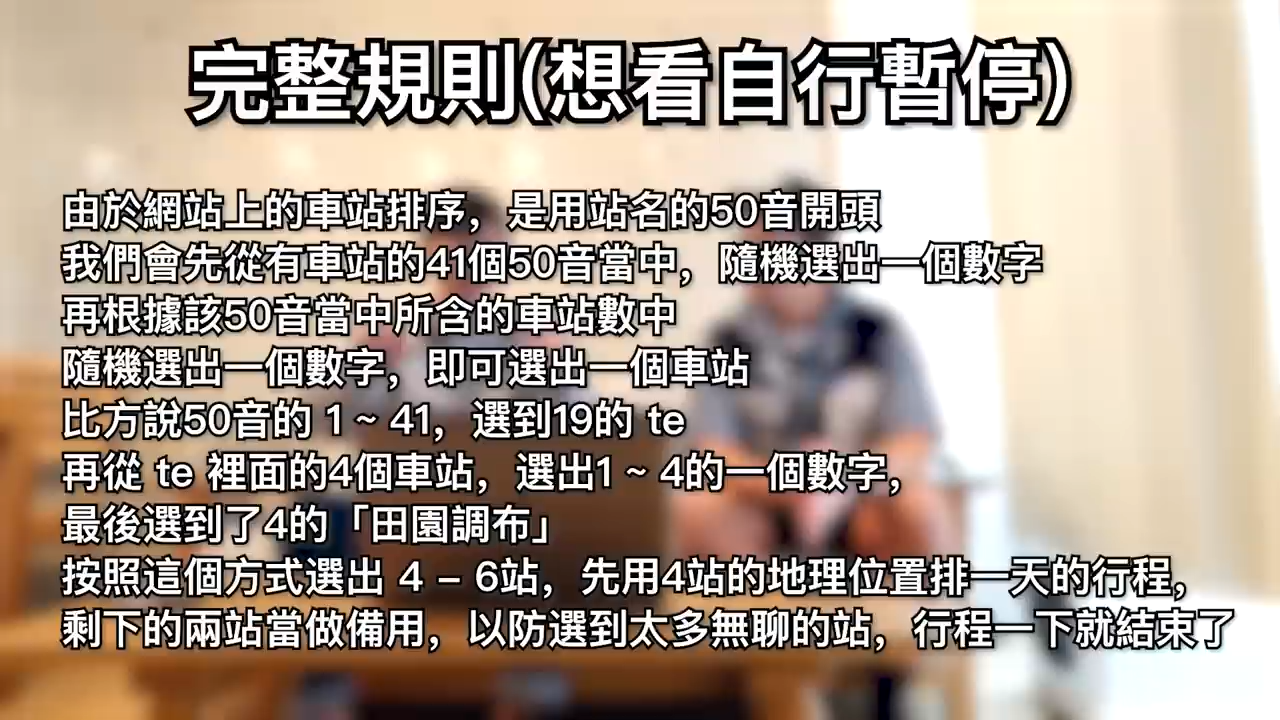 完整規則(想看自行暫停)
由於網站上的車站排序，是用站名的50音開頭
我們會先從有車站的41個50音當中，隨機選出一個數字
再根據該50音當中所含的車站數中
隨機選出一個數字，即可選出一個車站
比方說50音的 1 ~ 41，選到19的 te
再從 te 裡面的4個車站，選出1 ~ 4的一個數字，
最後選到了4的「田園調布」
按照這個方式選出 4 – 6站，先用4站的地理位置排一天的行程，
剩下的兩站當做備用，以防選到太多無聊的站，行程一下就結束了